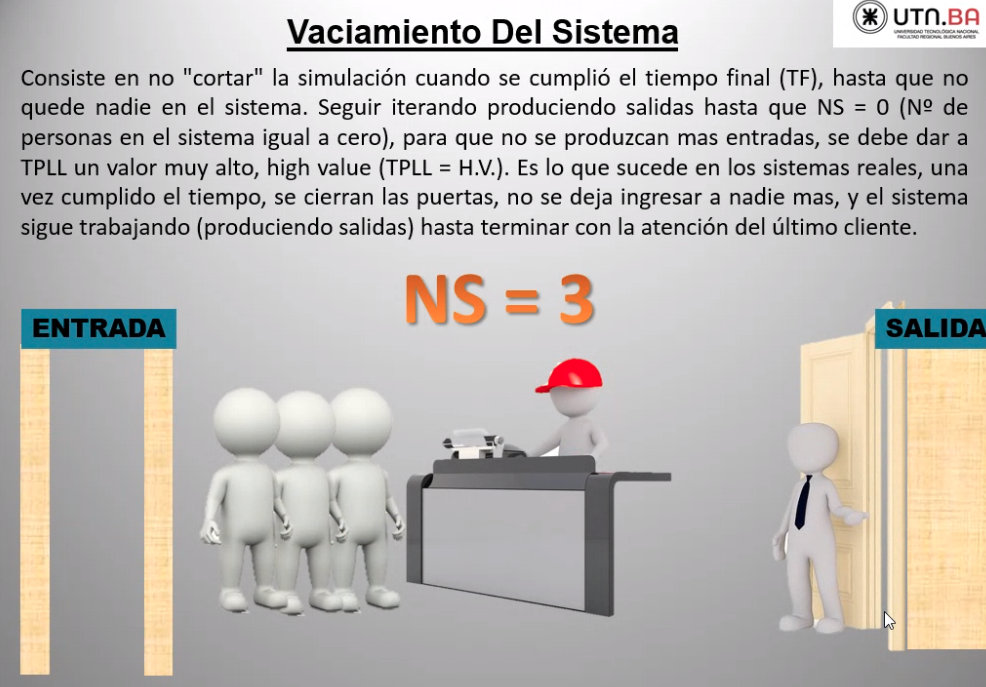 Vaciamiento Del Sistema
UTN.BA
UNIVERSIDAD TECNOLÓGICA NACIONAL
FACULTAD REGIONAL BUENOS AIRES
Consiste en no "cortar" la simulación cuando se cumplió el tiempo final (TF), hasta que no
quede nadie en el sistema. Seguir iterando produciendo salidas hasta que NS = 0 (Nº de
personas en el sistema igual a cero), para que no se produzcan mas entradas, se debe dar a
TPLL un valor muy alto, high value (TPLL = H.V.). Es lo que sucede en los sistemas reales, una
vez cumplido el tiempo, se cierran las puertas, no se deja ingresar a nadie mas, y el sistema
sigue trabajando (produciendo salidas) hasta terminar con la atención del último cliente.
NS = 3
ENTRADA
SALIDA